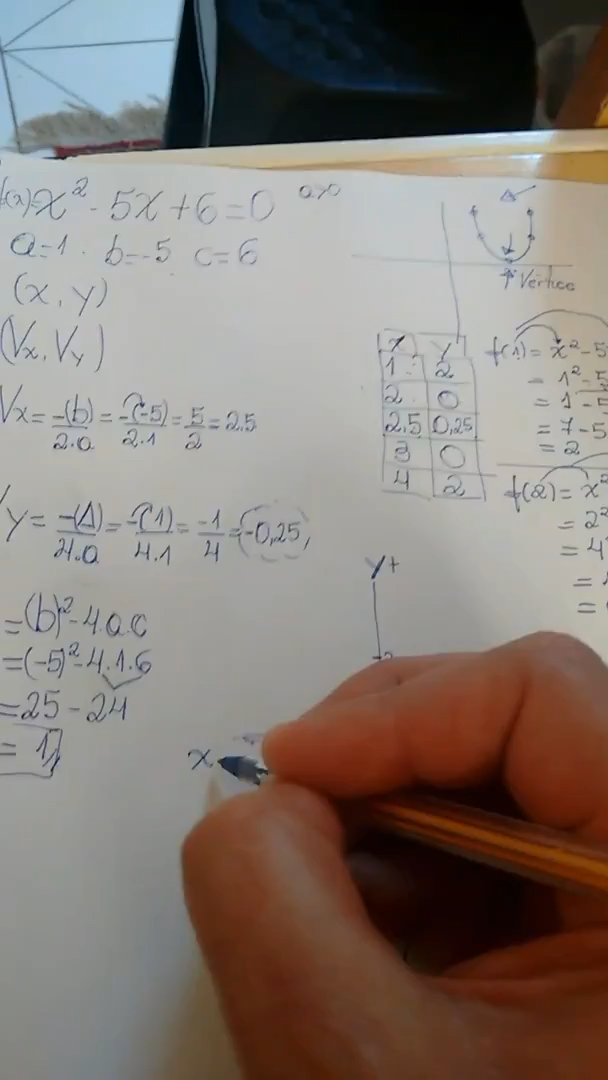 f(x)=x² - 5x + 6 = 0 a>0
a=1 . b=-5 c=6
(x, y)
(Vx, Vy)
Vx = -(b)/2.a = -(-5)/2.1 = 5/2 = 2.5
Vy = -(Δ)/4.a = -(1)/4.1 = -1/4 = -0,25,
=(b)²-4.a.c
=(-5)²-4.1.6
=25-24
= 1
Vértice
x y
1 2
2 0
2.5 0,25
3 0
4 2
f(1) = x²-5
= 1²-5
= 1-5
= 7-5
= 2
f(2) = x²
= 2²
= 4
=
=
y+
x